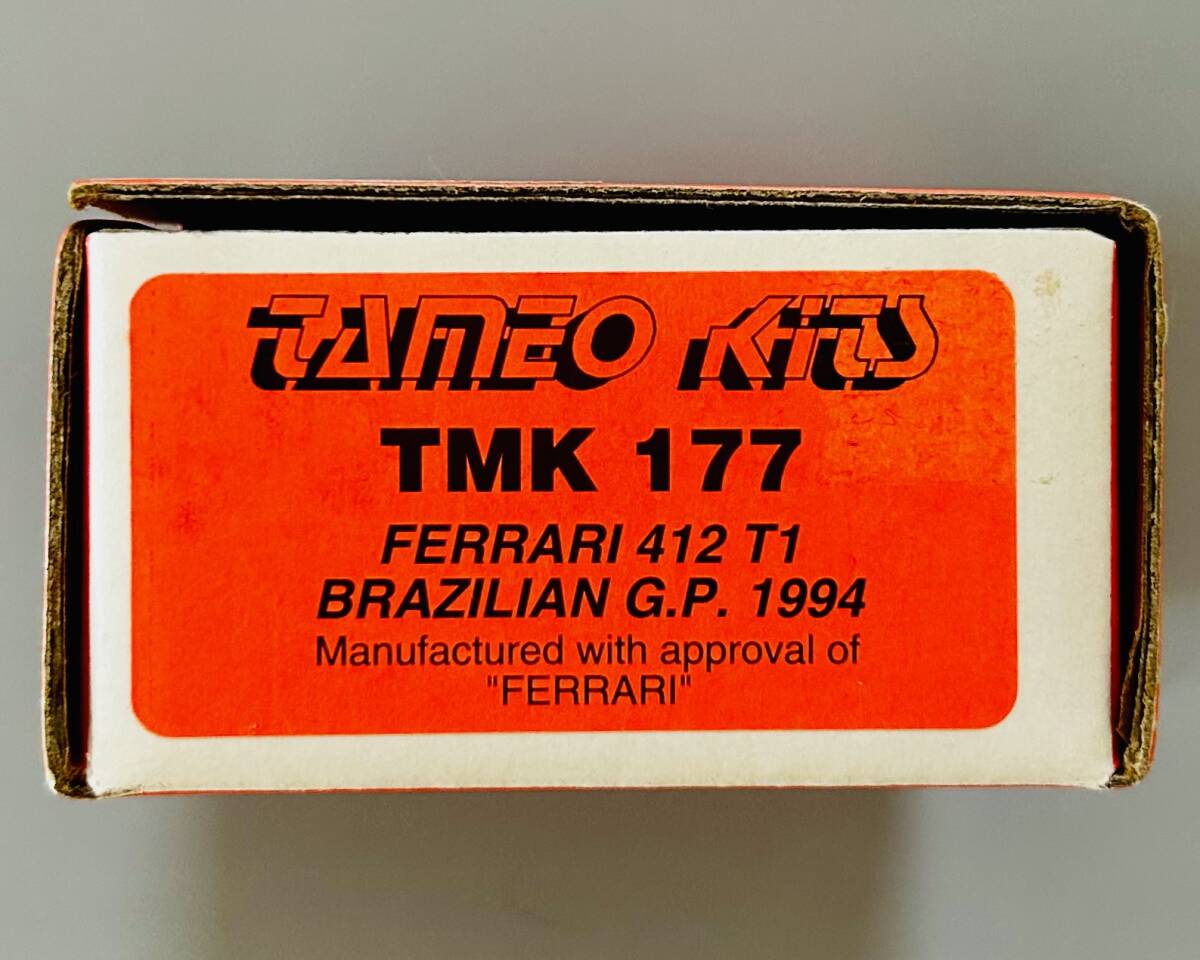 TAMEO KITS
TMK 177
FERRARI 412 T1
BRAZILIAN G.P. 1994
Manufactured with approval of
"FERRARI"